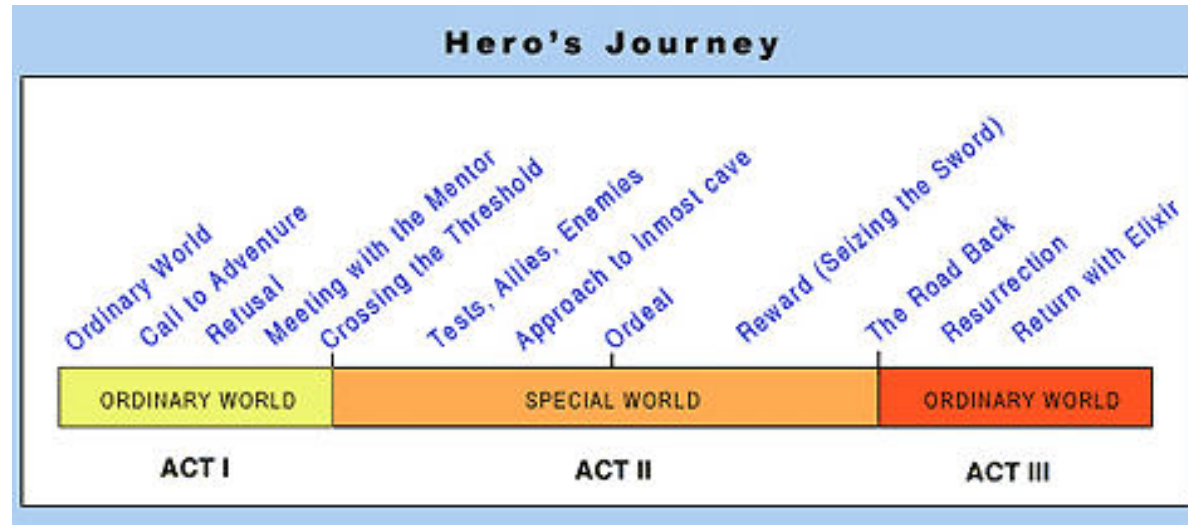 Hero's Journey
Ordinary World
Call to Adventure
Refusal
Meeting with the Mentor
Crossing the Threshold
Tests, Allies, Enemies
Approach to Inmost cave
Ordeal
Reward (Seizing the Sword)
The Road Back
Resurrection
Return with Elixir
ORDINARY WORLD
SPECIAL WORLD
ORDINARY WORLD
ACT I
ACT II
ACT III